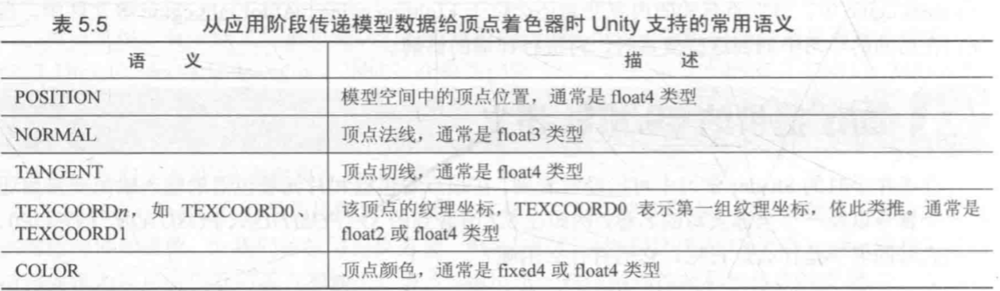 表 5.5 从应用阶段传递模型数据给顶点着色器时 Unity 支持的常用语义
语 义 描 述
POSITION 模型空间中的顶点位置，通常是 float4 类型
NORMAL 顶点法线，通常是 float3 类型
TANGENT 顶点切线，通常是 float4 类型
TEXCOORDn，如 TEXCOORD0、 该顶点的纹理坐标，TEXCOORD0 表示第一组纹理坐标，依此类推。通常是
TEXCOORD1 float2 或 float4 类型
COLOR 顶点颜色，通常是 fixed4 或 float4 类型